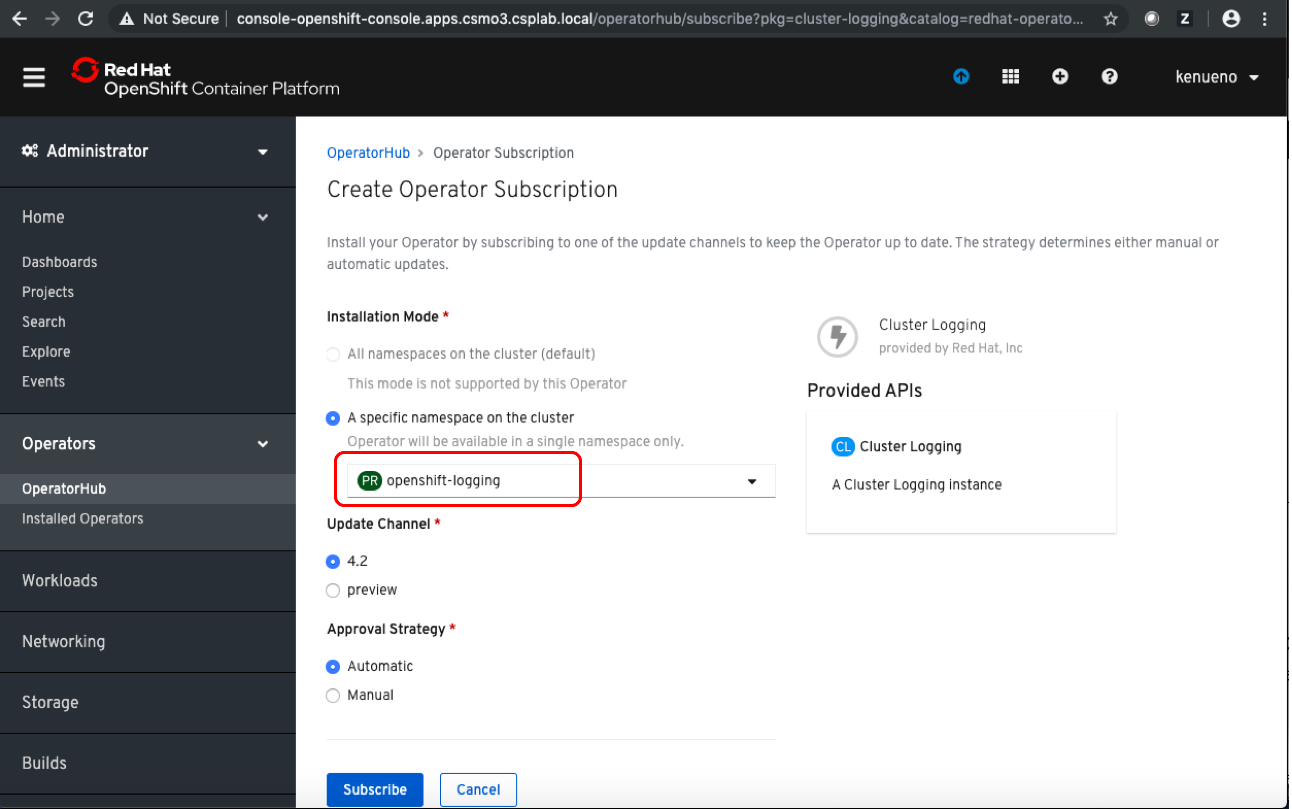 Not Secure console-openshift-console.apps.csmo3.csplab.local/operatorhub/subscribe?pkg=cluster-logging&catalog=redhat-operato... Z
Red Hat
OpenShift Container Platform
kenueno
Administrator
Home
Dashboards
Projects
Search
Explore
Events
Operators
OperatorHub
Installed Operators
Workloads
Networking
Storage
Builds
OperatorHub > Operator Subscription
Create Operator Subscription
Install your Operator by subscribing to one of the update channels to keep the Operator up to date. The strategy determines either manual or
automatic updates.
Installation Mode *
All namespaces on the cluster (default)
This mode is not supported by this Operator
A specific namespace on the cluster
Operator will be available in a single namespace only.
PR openshift-logging
Update Channel *
4.2
preview
Approval Strategy *
Automatic
Manual
Subscribe
Cancel
Cluster Logging
provided by Red Hat, Inc
Provided APIs
CL Cluster Logging
A Cluster Logging instance